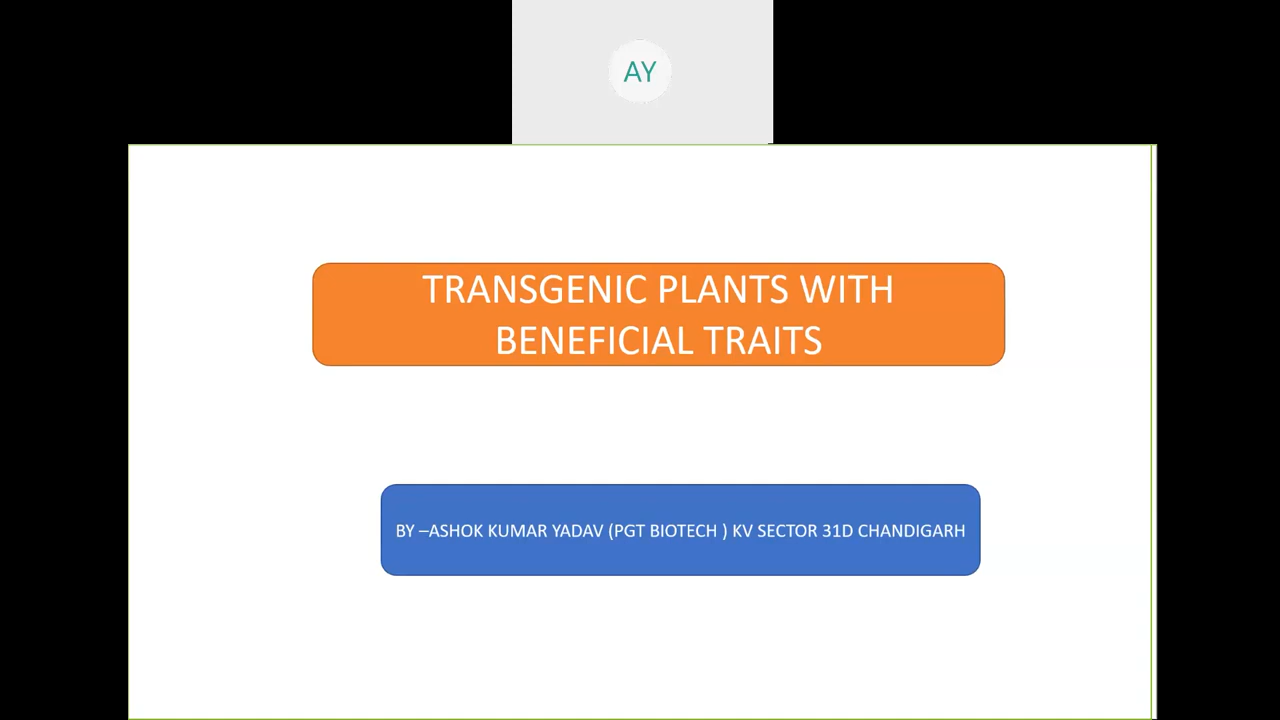 AY
TRANSGENIC PLANTS WITH
BENEFICIAL TRAITS
BY –ASHOK KUMAR YADAV (PGT BIOTECH ) KV SECTOR 31D CHANDIGARH